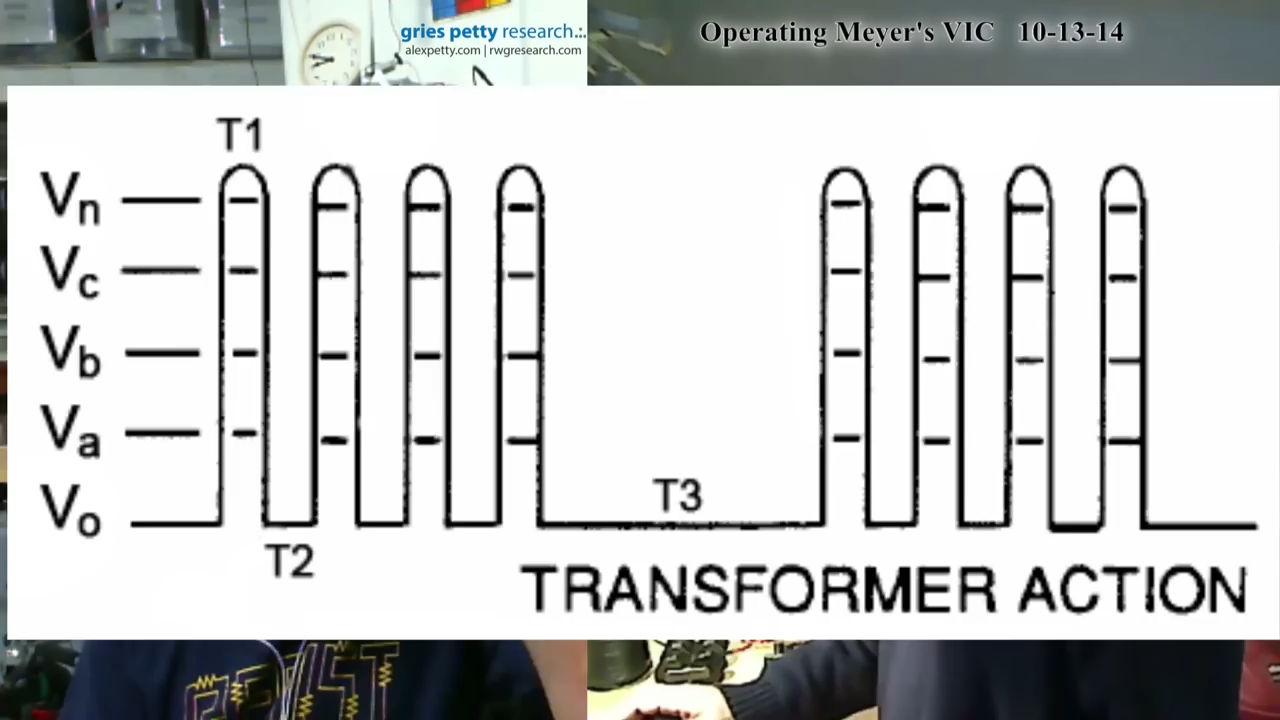 gries petty research.:.
alexpetty.com | rwgresearch.com
Operating Meyer's VIC 10-13-14
T1
Vn
Vc
Vb
Va
Vo
T2
T3
TRANSFORMER ACTION
RESIST